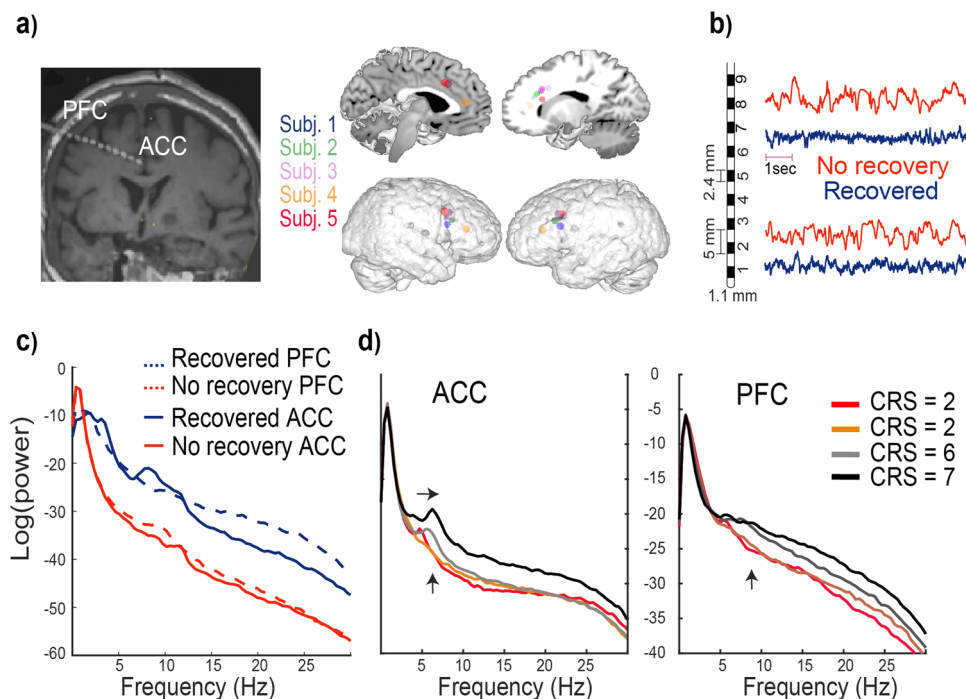 a)
PFC
ACC
Subj. 1
Subj. 2
Subj. 3
Subj. 4
Subj. 5
b)
9
8
7
6
5
4
3
2
1
2.4 mm
5 mm
1.1 mm
1sec
No recovery
Recovered
c)
Recovered PFC
No recovery PFC
Recovered ACC
No recovery ACC
0
-10
-20
-30
-40
-50
-60
Log(power)
5 10 15 20 25
Frequency (Hz)
d)
ACC
5 10 15 20 25
Frequency (Hz)
0
-5
-10
-15
-20
-25
-30
-35
-40
PFC
CRS = 2
CRS = 2
CRS = 6
CRS = 7
5 10 15 20 25
Frequency (Hz)